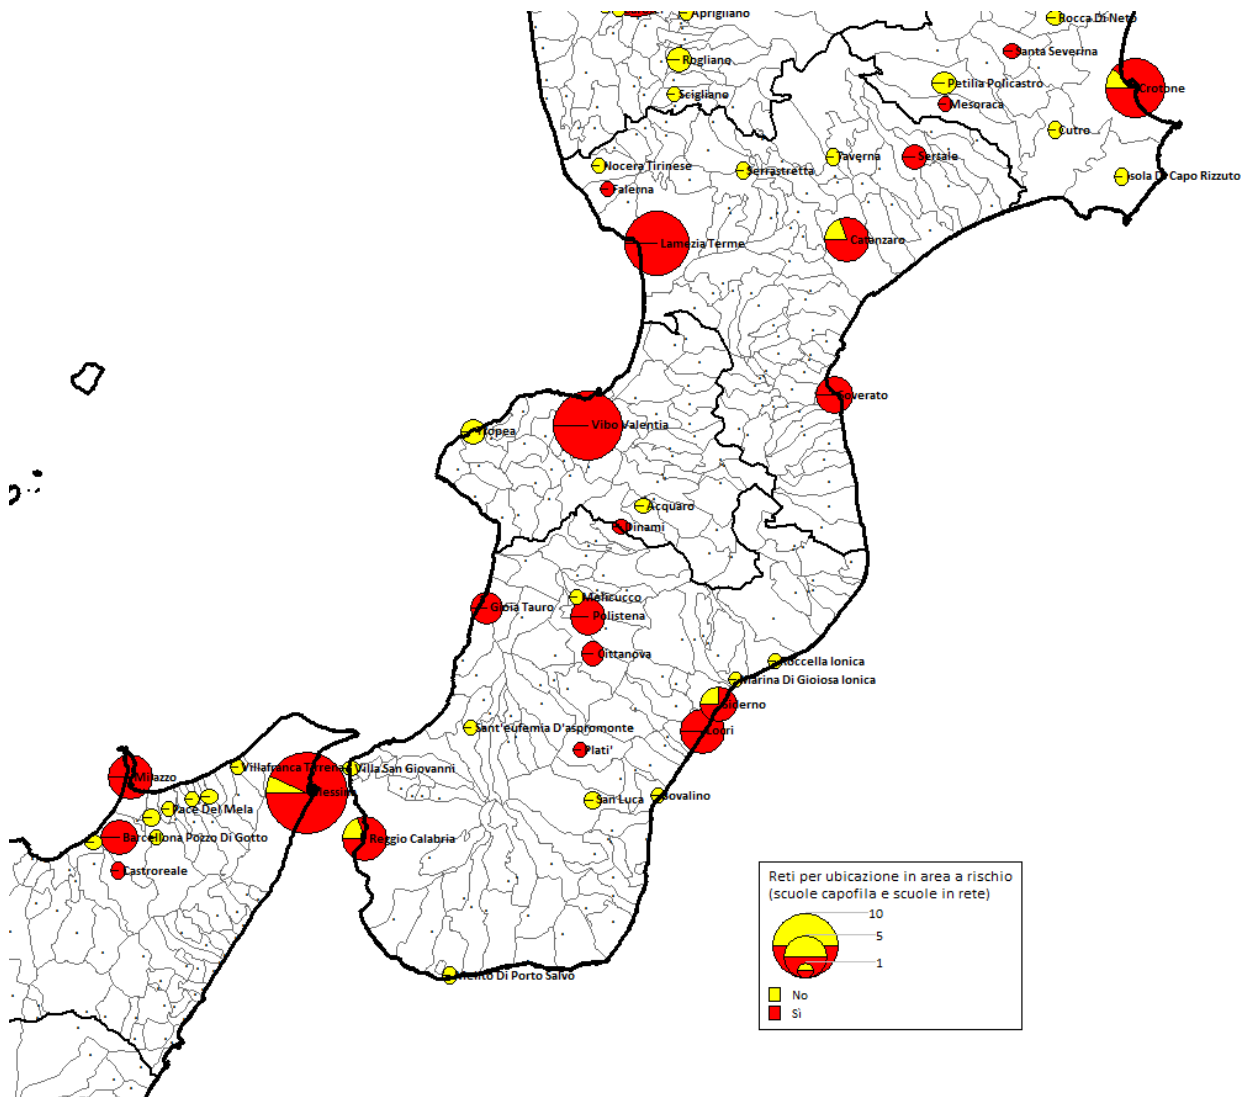 Aprigliano
Rocca Di Neto
Rogliano
Santa Severina
Petilia Policastro
Crotone
Scigliano
Mesoraca
Cutro
Taverna
Sersale
Nocera Tirinese
Serrastretta
Isola Di Capo Rizzuto
Falerna
Lamezia Terme
Catanzaro
Soverato
Vibo Valentia
Tropea
Acquaro
Dinami
Melicucco
Gioia Tauro
Polistena
Cittanova
Roccella Ionica
Marina Di Gioiosa Ionica
Siderno
Sant'eufemia D'aspromonte
Locri
Plati'
Villafranca Tirrena
Villa San Giovanni
Milazzo
Messina
San Luca
Bovalino
Pace Del Mela
Barcellona Pozzo Di Gotto
Reggio Calabria
Castroreale
Melito Di Porto Salvo
Reti per ubicazione in area a rischio
(scuole capofila e scuole in rete)
10
5
1
No
Sì